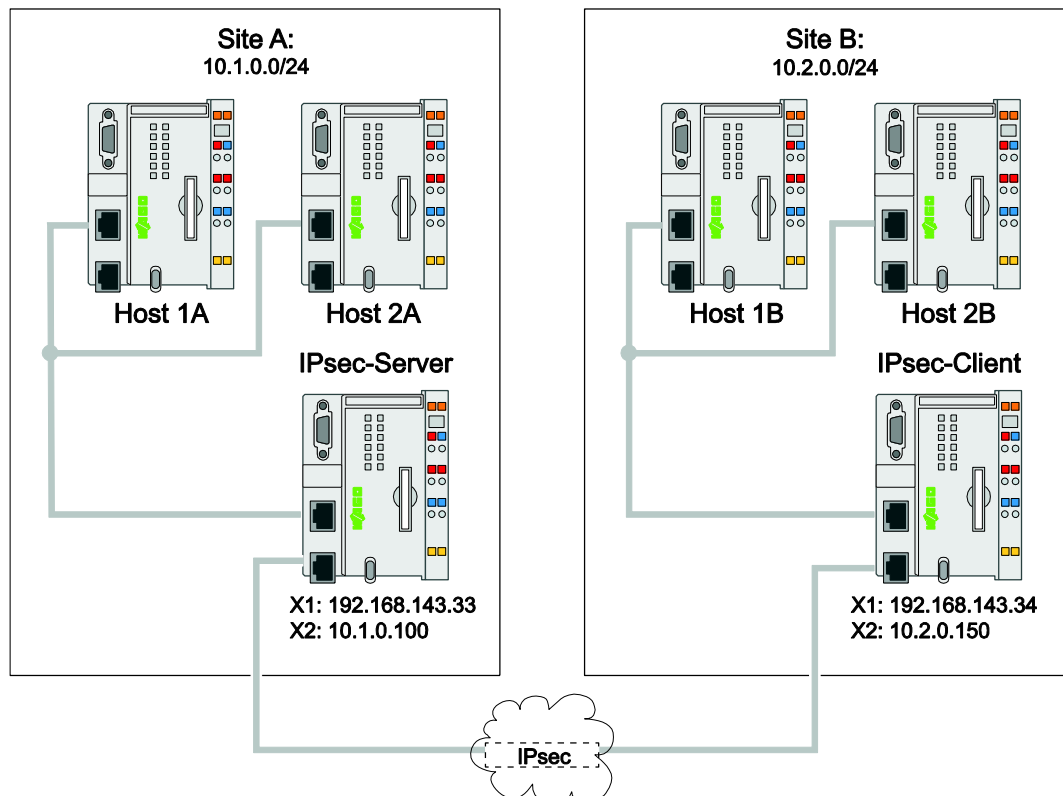 Site A:
10.1.0.0/24
Host 1A
Host 2A
IPsec-Server
X1: 192.168.143.33
X2: 10.1.0.100
Site B:
10.2.0.0/24
Host 1B
Host 2B
IPsec-Client
X1: 192.168.143.34
X2: 10.2.0.150
IPsec